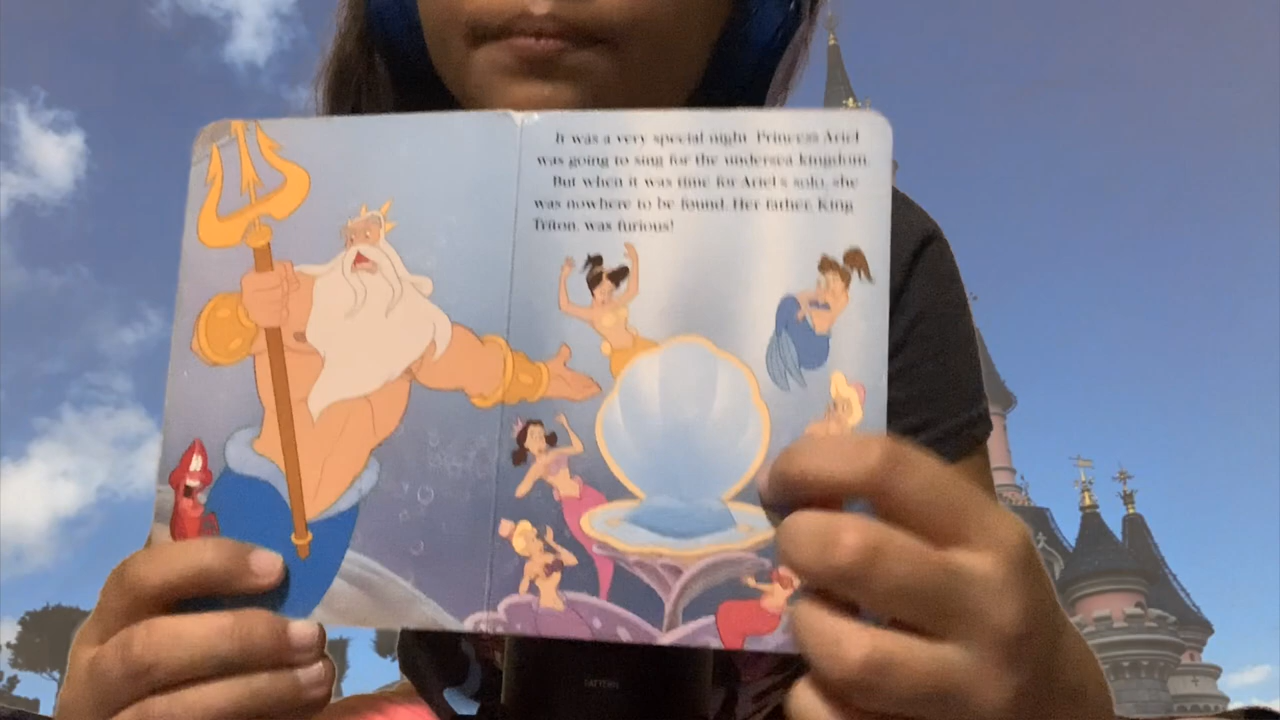 It was a very special night. Princess Ariel
was going to sing for the undersea kingdom.
But when it was time for Ariel's solo, she
was nowhere to be found. Her father, King
Triton, was furious!